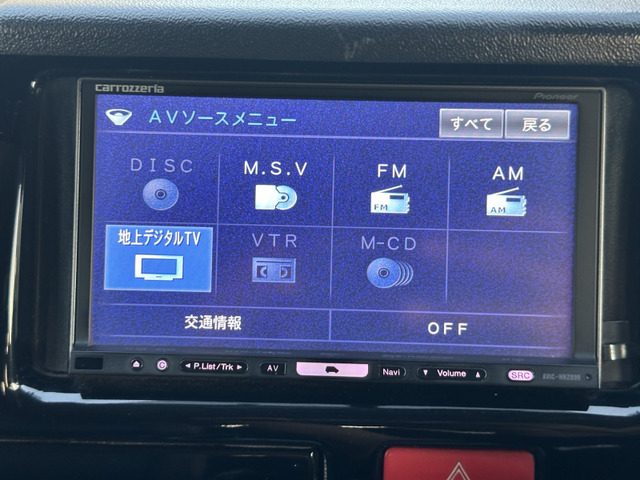 carrozzeria
Pioneer
AVソースメニュー
すべて
戻る
DISC
M.S.V
FM
AM
FM
AM
地上デジタルTV
VTR
M-CD
交通情報
OFF
◄ P.List/Trk ►
AV
Navi
▼ Volume ▲
SRC